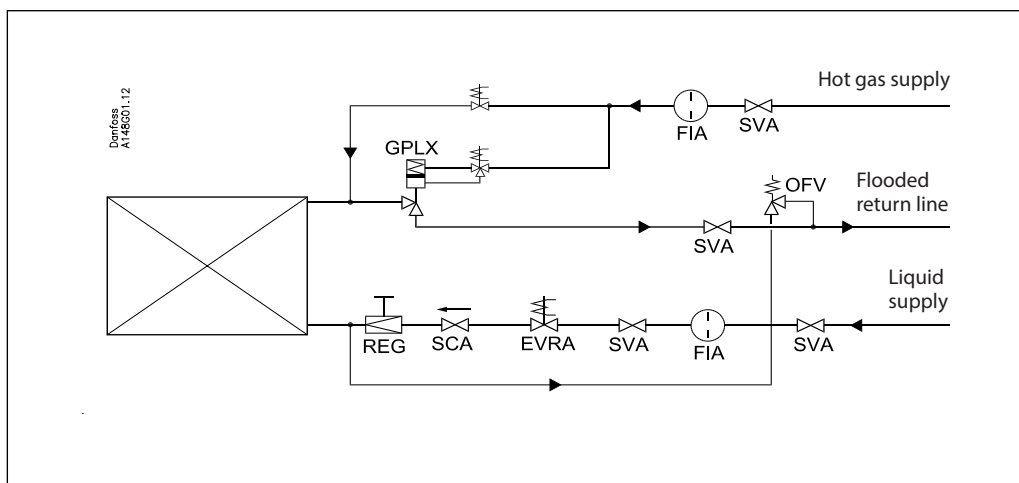 Danfoss
A148G01.12
Hot gas supply
FIA
SVA
GPLX
OFV
Flooded
return line
SVA
Liquid
supply
REG
SCA
EVRA
SVA
FIA
SVA